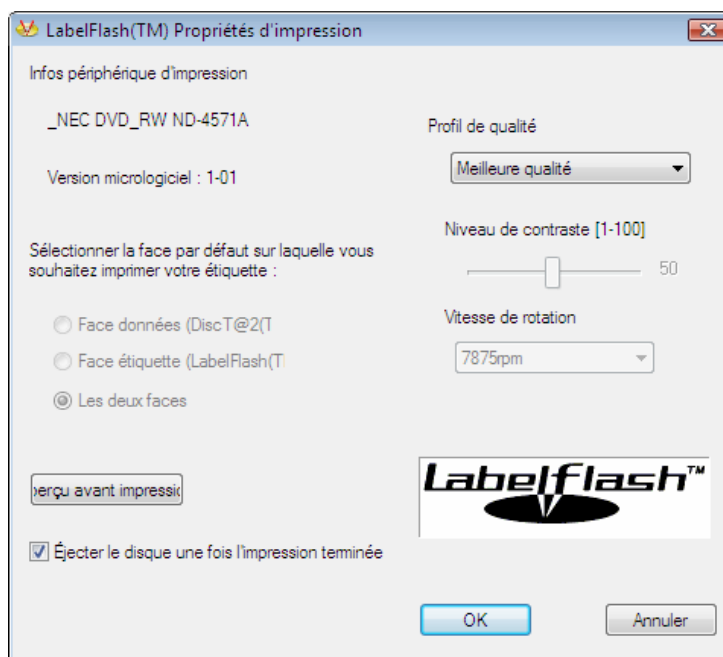 LabelFlash(TM) Propriétés d'impression
Infos périphérique d'impression
_NEC DVD_RW ND-4571A
Version micrologiciel : 1-01
Sélectionner la face par défaut sur laquelle vous
souhaitez imprimer votre étiquette :
Face données (DiscT@2(T
Face étiquette (LabelFlash(T
Les deux faces
perçu avant impressio
Éjecter le disque une fois l'impression terminée
Profil de qualité
Meilleure qualité
Niveau de contraste [1-100]
50
Vitesse de rotation
7875rpm
Labelflash™
OK
Annuler